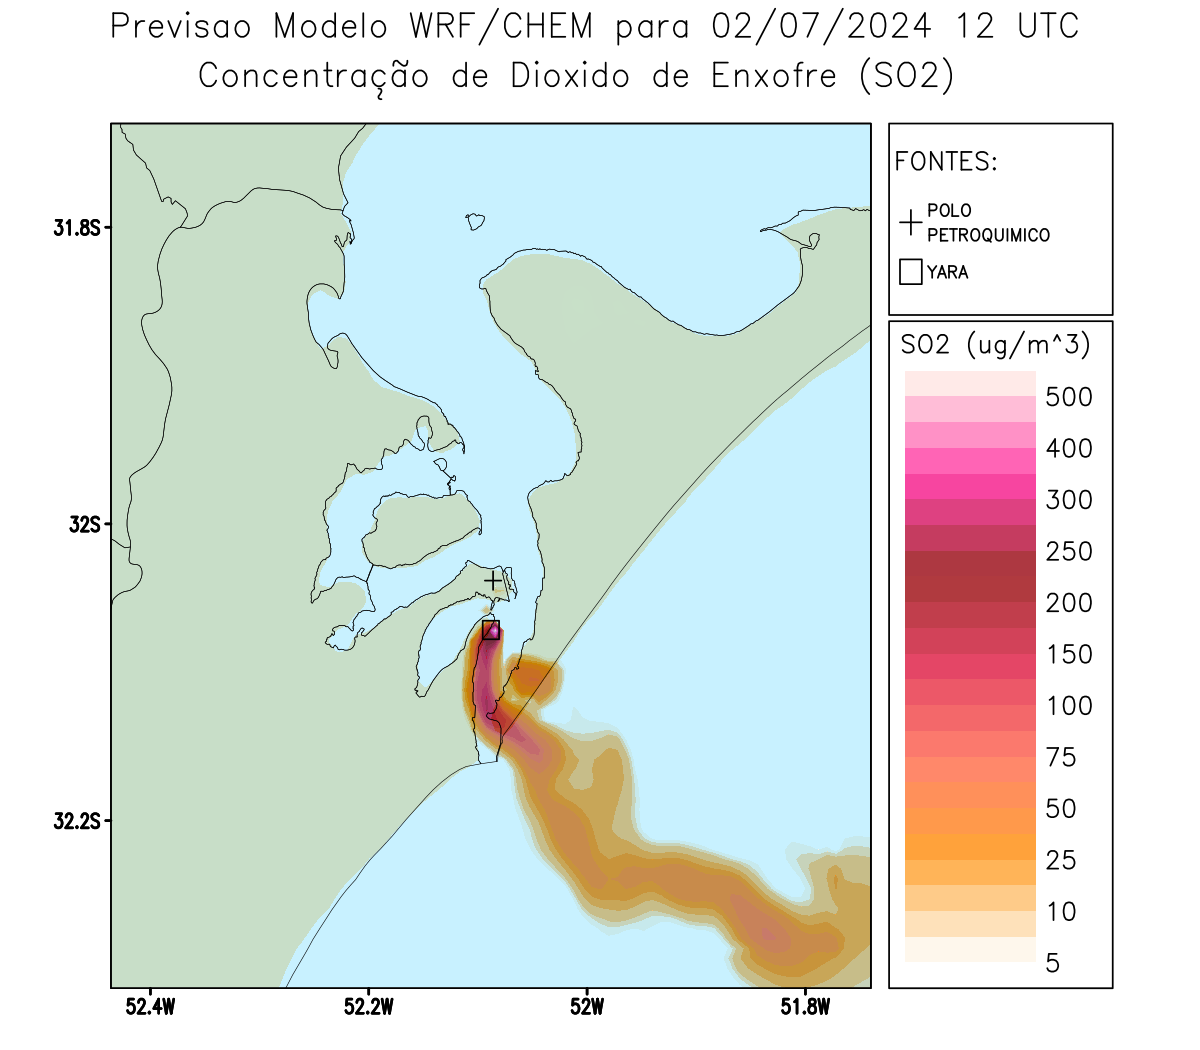 Previsao Modelo WRF/CHEM para 02/07/2024 12 UTC
Concentração de Dioxido de Enxofre (SO2)
FONTES:
POLO
PETROQUIMICO
YARA
31.8S
32S
32.2S
52.4W
52.2W
52W
51.8W
SO2 (ug/m^3)
500
400
300
250
200
150
100
75
50
25
10
5